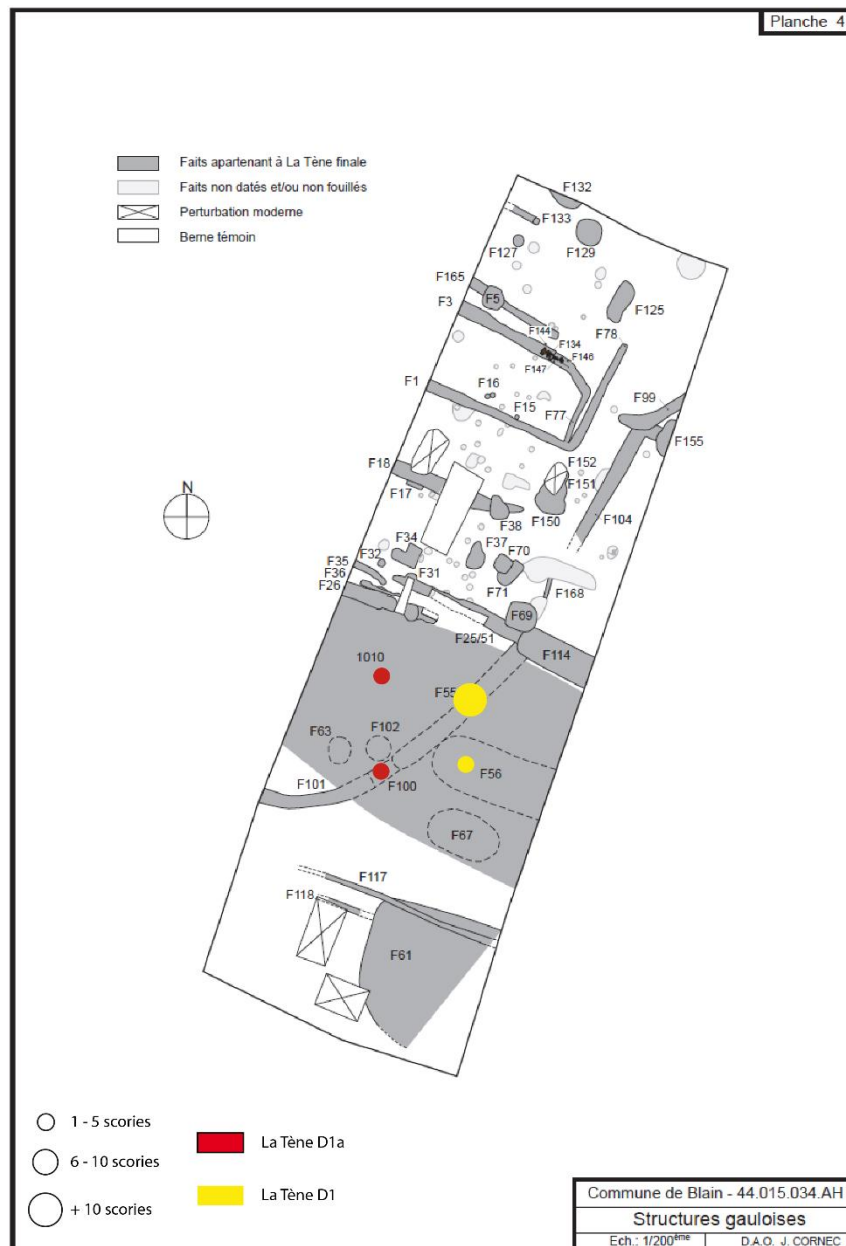 Planche 4
Faits apartenant à La Tène finale
Faits non datés et/ou non fouillés
Perturbation moderne
Berne témoin
F132
F133
F129
F127
F165
F5
F125
F3
F144
F134
F78
F146
F147
F1
F16
F99
F15
F77
F155
F18
F152
F151
F17
F38
F150
F104
F34
F37
F70
F32
F35
F36
F31
F71
F168
F26
F69
F25/51
F114
1010
F55
F63
F102
F56
F101
F100
F67
F117
F118
F61
N
1 - 5 scories
6 - 10 scories
+ 10 scories
La Tène D1a
La Tène D1
Commune de Blain - 44.015.034.AH
Structures gauloises
Ech.: 1/200ème
D.A.O. J. CORNEC